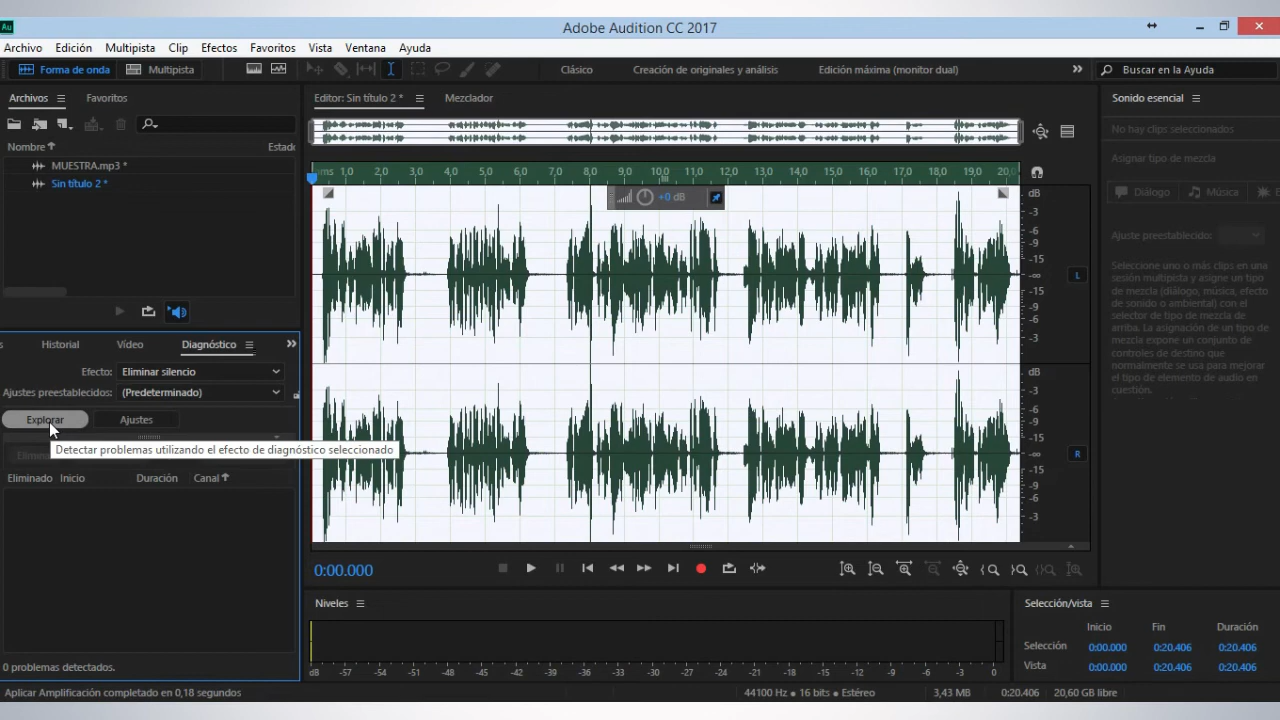 Au
Adobe Audition CC 2017
Archivo Edición Multipista Clip Efectos Favoritos Vista Ventana Ayuda
Forma de onda Multipista Clásico Creación de originales y análisis Edición máxima (monitor dual) Buscar en la Ayuda
Archivos Favoritos
Nombre Estad
MUESTRA.mp3 *
Sin título 2 *
s Historial Vídeo Diagnóstico
Efecto: Eliminar silencio
Ajustes preestablecidos: (Predeterminado)
Explorar Ajustes
Detectar problemas utilizando el efecto de diagnóstico seleccionado
Eliminado Inicio Duración Canal
0 problemas detectados.
Editor: Sin título 2 * Mezclador
hms 1,0 2,0 3,0 4,0 5,0 6,0 7,0 8,0 9,0 10,0 11,0 12,0 13,0 14,0 15,0 16,0 17,0 18,0 19,0 20,0
+0 dB
dB
-3
-6
-9
-15
-∞
-15
-9
-6
-3
L
dB
-3
-6
-9
-15
-∞
-15
-9
-6
-3
R
0:00.000
Niveles
dB -57 -54 -51 -48 -45 -42 -39 -36 -33 -30 -27 -24 -21 -18 -15 -12 -9 -6 -3 0
Sonido esencial
No hay clips seleccionados
Asignar tipo de mezcla
Diálogo Música E
Ajuste preestablecido:
Seleccione uno o más clips en una
sesión multipista y asigne un tipo
de mezcla (diálogo, música, efecto
de sonido o ambiental) con el
selector de tipo de mezcla de
arriba. La asignación de un tipo de
mezcla expone un conjunto de
controles de destino que
normalmente se usa para mejorar
el tipo de elemento de audio en
cuestión.
Selección/vista
Inicio Fin Duración
Selección 0:00.000 0:20.406 0:20.406
Vista 0:00.000 0:20.406 0:20.406
Aplicar Amplificación completado en 0,18 segundos 44100 Hz • 16 bits • Estéreo 3,43 MB 0:20.406 20,60 GB libre